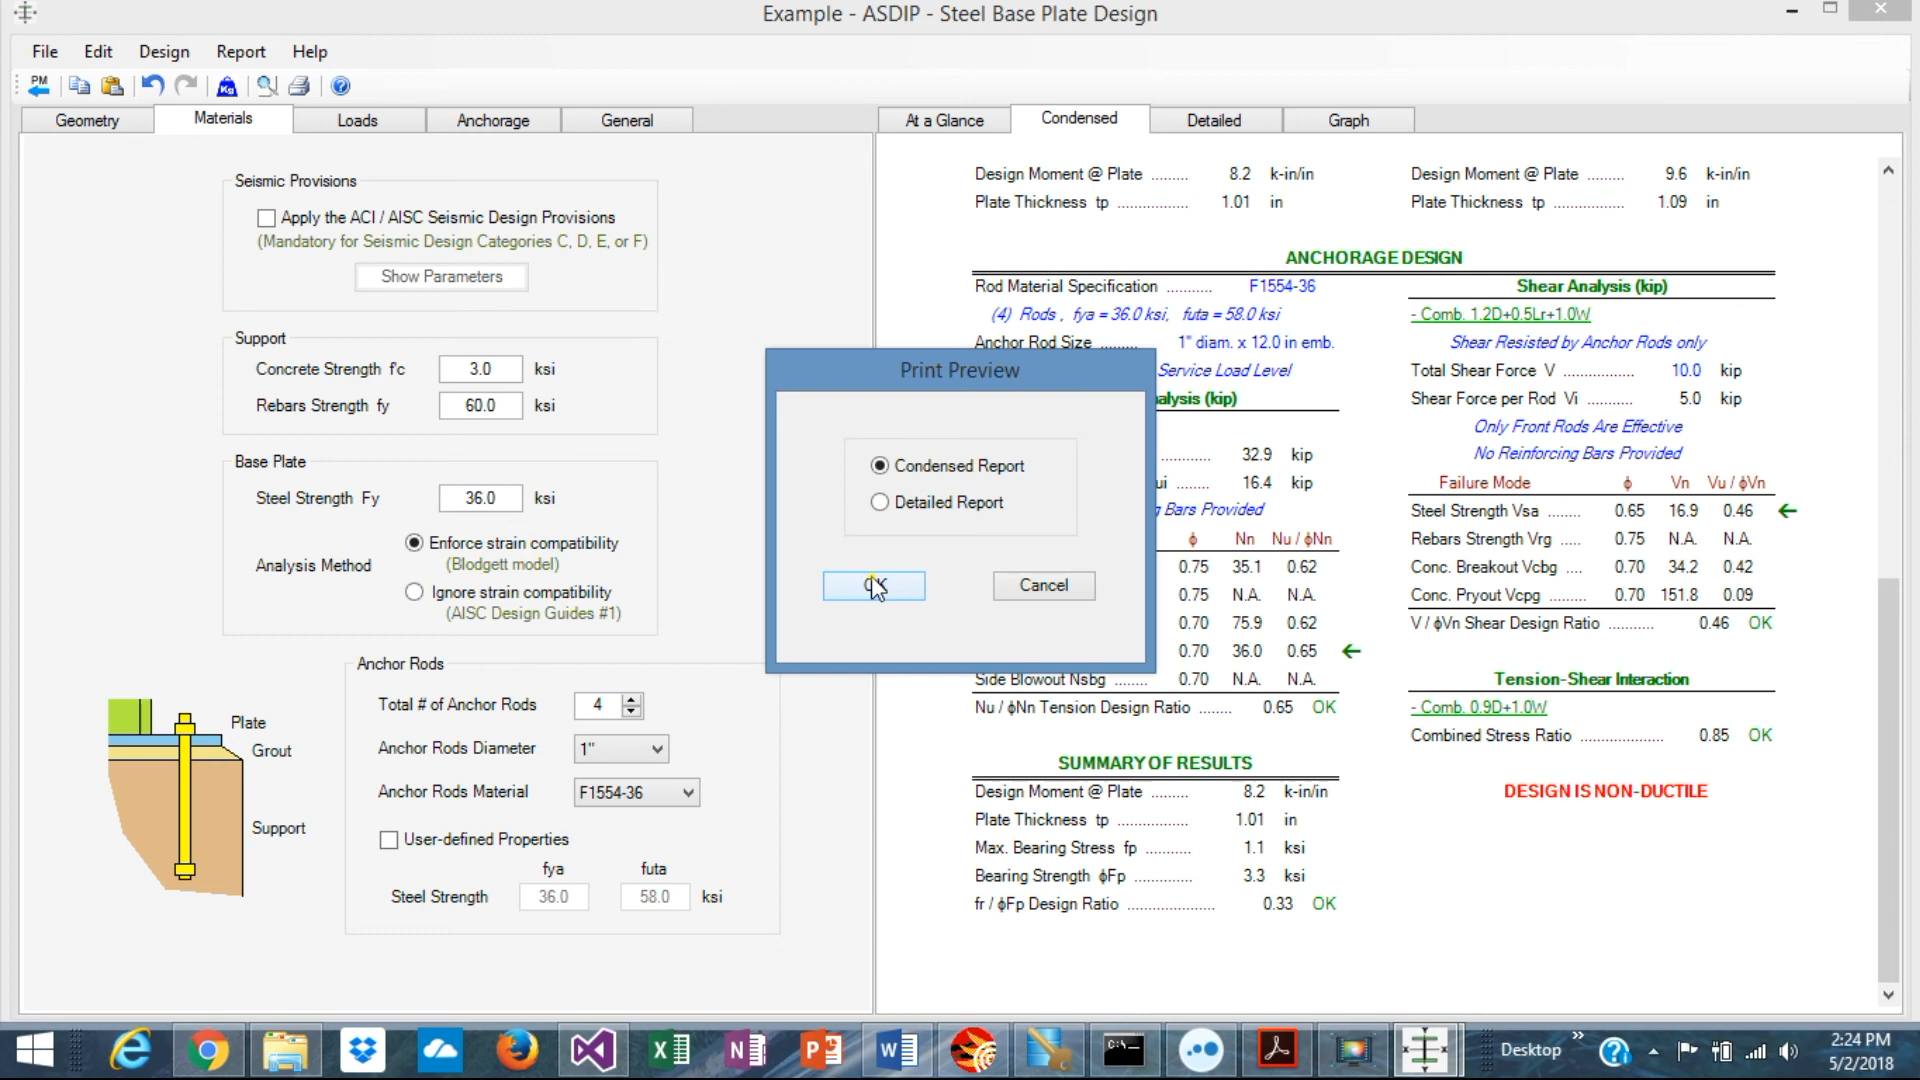 Example - ASDIP - Steel Base Plate Design
File Edit Design Report Help
PM Kg
Geometry Materials Loads Anchorage General
At a Glance Condensed Detailed Graph
Seismic Provisions
Apply the ACI / AISC Seismic Design Provisions
(Mandatory for Seismic Design Categories C, D, E, or F)
Show Parameters
Support
Concrete Strength f'c 3.0 ksi
Rebars Strength fy 60.0 ksi
Base Plate
Steel Strength Fy 36.0 ksi
Analysis Method
Enforce strain compatibility
(Blodgett model)
Ignore strain compatibility
(AISC Design Guides #1)
Anchor Rods
Total # of Anchor Rods 4
Anchor Rods Diameter 1"
Anchor Rods Material F1554-36
User-defined Properties
fya futa
Steel Strength 36.0 58.0 ksi
Plate
Grout
Support
Print Preview
Condensed Report
Detailed Report
OK Cancel
Design Moment @ Plate ......... 8.2 k-in/in
Plate Thickness tp ................. 1.01 in
Design Moment @ Plate ......... 9.6 k-in/in
Plate Thickness tp ................. 1.09 in
ANCHORAGE DESIGN
Rod Material Specification ........... F1554-36
(4) Rods , fya = 36.0 ksi, futa = 58.0 ksi
Anchor Rod Size ......... 1" diam. x 12.0 in emb.
Service Load Level
alysis (kip)
............ 32.9 kip
ui ........ 16.4 kip
g Bars Provided
ϕ Nn Nu / ϕNn
0.75 35.1 0.62
0.75 N.A. N.A.
0.70 75.9 0.62
0.70 36.0 0.65
Side Blowout Nsbg ........ 0.70 N.A. N.A.
Nu / ϕNn Tension Design Ratio ........ 0.65 OK
SUMMARY OF RESULTS
Design Moment @ Plate ......... 8.2 k-in/in
Plate Thickness tp ................. 1.01 in
Max. Bearing Stress fp ........... 1.1 ksi
Bearing Strength ϕFp .............. 3.3 ksi
fr / ϕFp Design Ratio ..................... 0.33 OK
Shear Analysis (kip)
- Comb. 1.2D+0.5Lr+1.0W
Shear Resisted by Anchor Rods only
Total Shear Force V ................. 10.0 kip
Shear Force per Rod Vi ........... 5.0 kip
Only Front Rods Are Effective
No Reinforcing Bars Provided
Failure Mode ϕ Vn Vu / ϕVn
Steel Strength Vsa ........ 0.65 16.9 0.46
Rebars Strength Vrg ..... 0.75 N.A. N.A.
Conc. Breakout Vcbg .... 0.70 34.2 0.42
Conc. Pryout Vcpg ......... 0.70 151.8 0.09
V / ϕVn Shear Design Ratio ........... 0.46 OK
Tension-Shear Interaction
- Comb. 0.9D+1.0W
Combined Stress Ratio .................... 0.85 OK
DESIGN IS NON-DUCTILE
Desktop
2:24 PM
5/2/2018